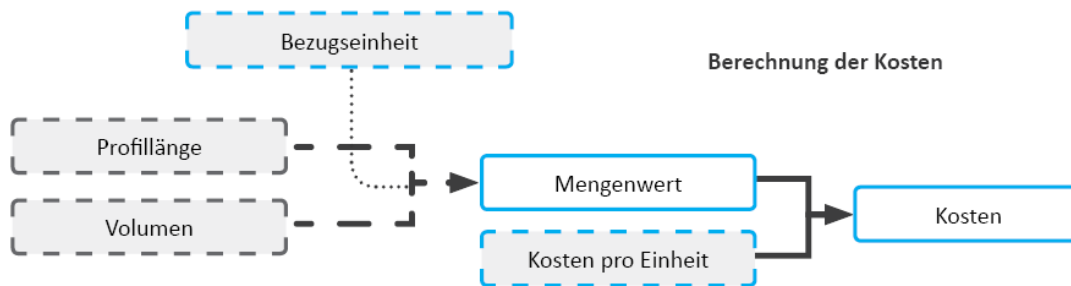 Bezugseinheit
Berechnung der Kosten
Profillänge
Volumen
Mengenwert
Kosten pro Einheit
Kosten